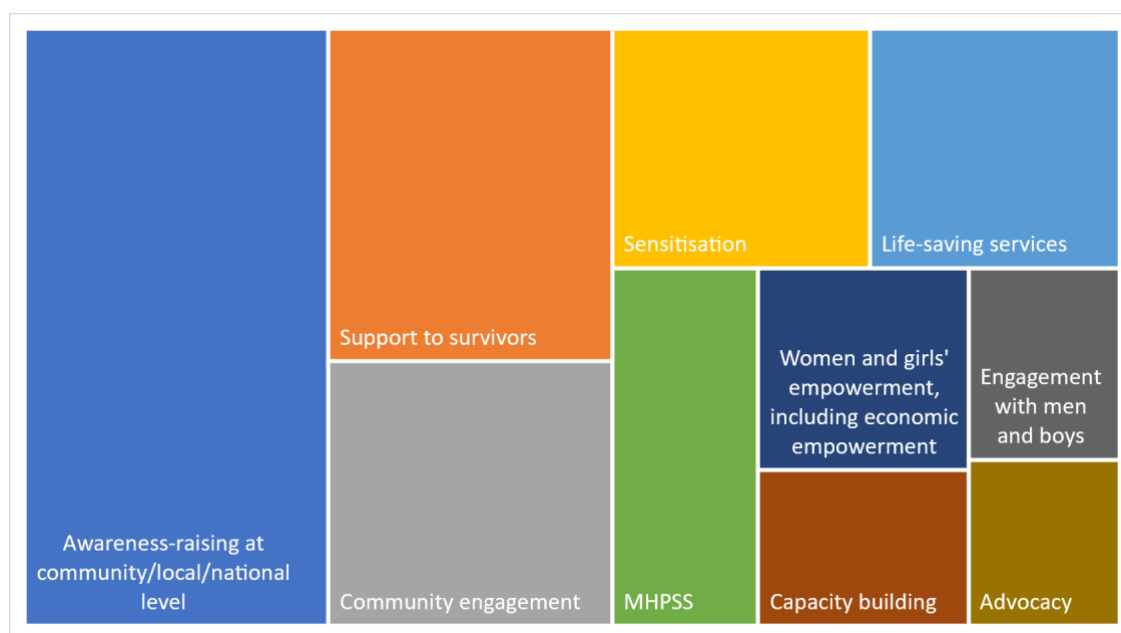 Awareness-raising at
community/local/national
level
Support to survivors
Community engagement
Sensitisation
Life-saving services
MHPSS
Women and girls'
empowerment,
including economic
empowerment
Capacity building
Engagement
with men
and boys
Advocacy